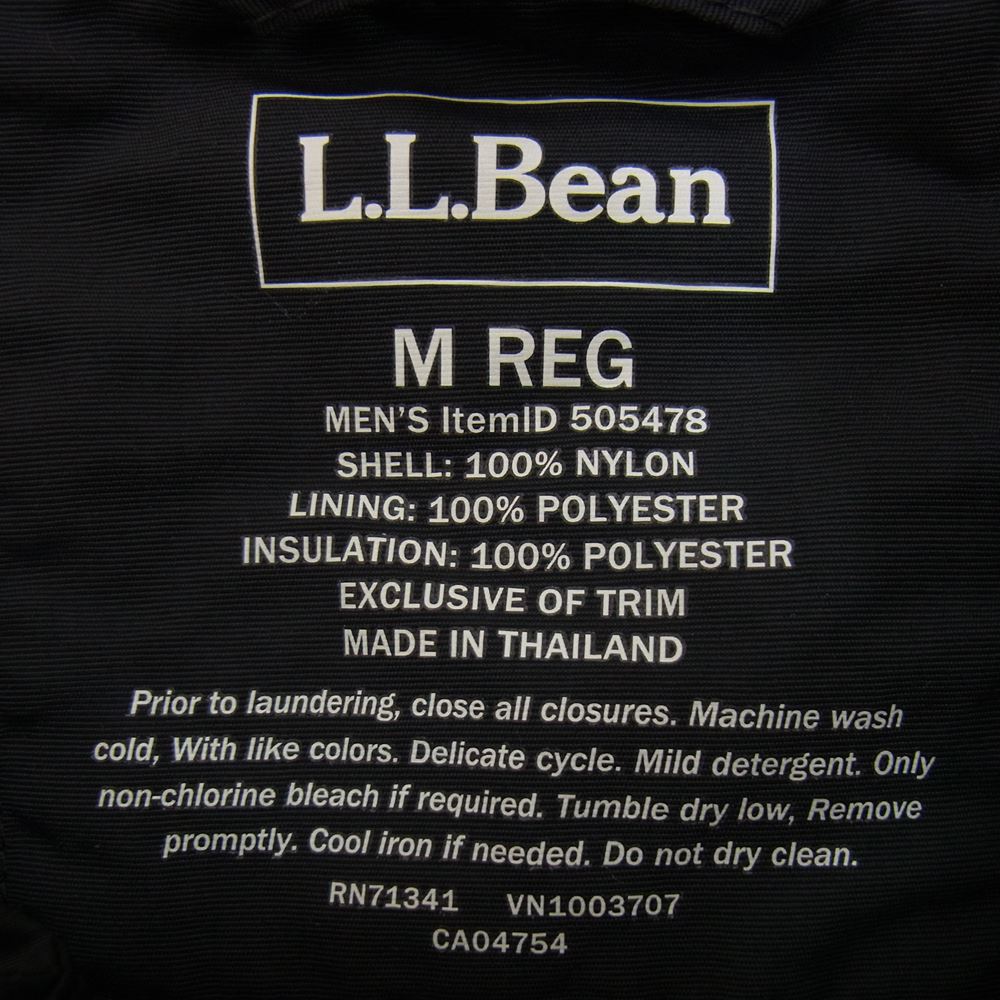 L.L.Bean
M REG
MEN'S ItemID 505478
SHELL: 100% NYLON
LINING: 100% POLYESTER
INSULATION: 100% POLYESTER
EXCLUSIVE OF TRIM
MADE IN THAILAND
Prior to laundering, close all closures. Machine wash
cold, With like colors. Delicate cycle. Mild detergent. Only
non-chlorine bleach if required. Tumble dry low, Remove
promptly. Cool iron if needed. Do not dry clean.
RN71341 VN1003707
CA04754